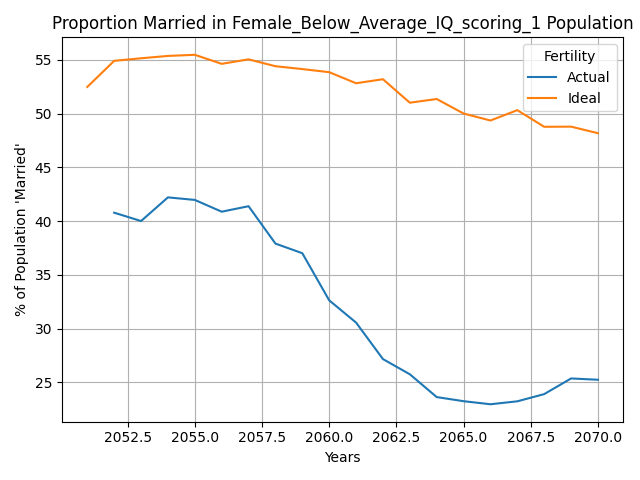 Proportion Married in Female_Below_Average_IQ_scoring_1 Population
% of Population 'Married'
55
50
45
40
35
30
25
Fertility
Actual
Ideal
2052.5 2055.0 2057.5 2060.0 2062.5 2065.0 2067.5 2070.0
Years